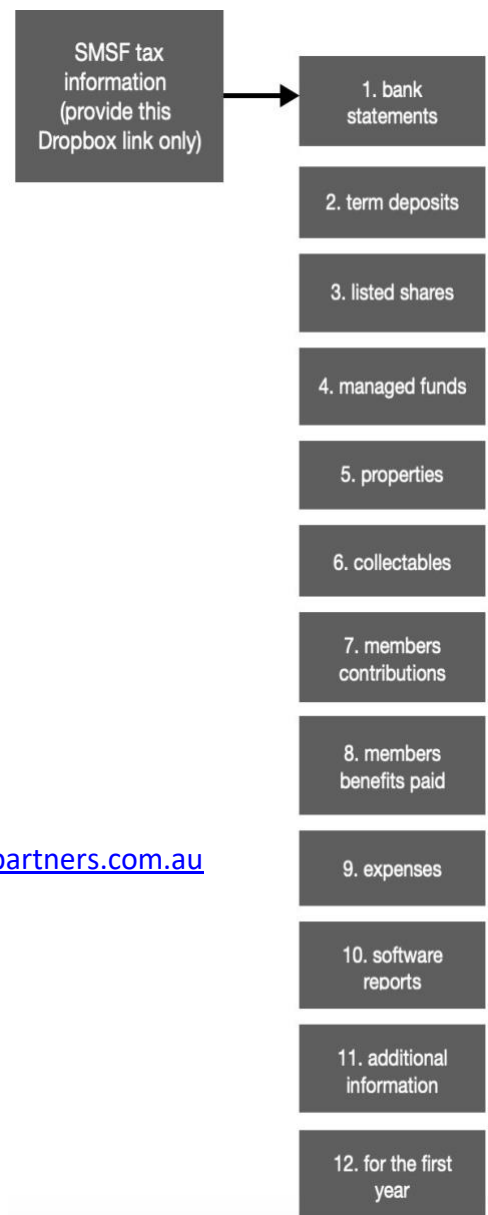 SMSF tax
information
(provide this
Dropbox link only)
1. bank
statements
2. term deposits
3. listed shares
4. managed funds
5. properties
6. collectables
7. members
contributions
8. members
benefits paid
partners.com.au
9. expenses
10. software
reports
11. additional
information
12. for the first
year